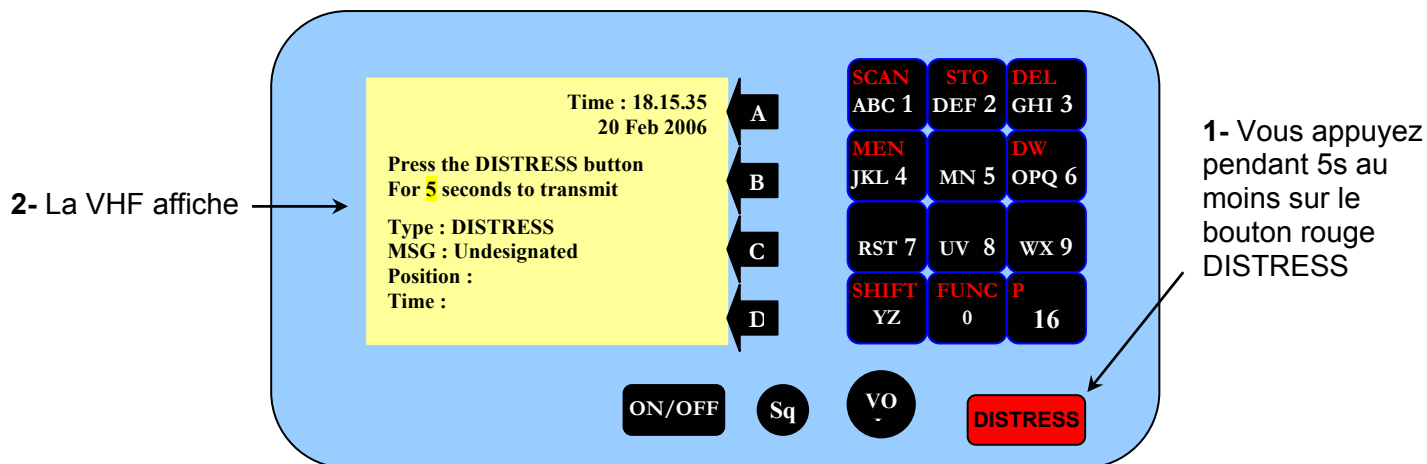 2- La VHF affiche
Time : 18.15.35
20 Feb 2006
Press the DISTRESS button
For 5 seconds to transmit
Type : DISTRESS
MSG : Undesignated
Position :
Time :
A
B
C
D
SCAN STO DEL
ABC 1 DEF 2 GHI 3
MEN DW
JKL 4 MN 5 OPQ 6
RST 7 UV 8 WX 9
SHIFT FUNC P
YZ 0 16
ON/OFF Sq VO DISTRESS
1- Vous appuyez
pendant 5s au
moins sur le
bouton rouge
DISTRESS